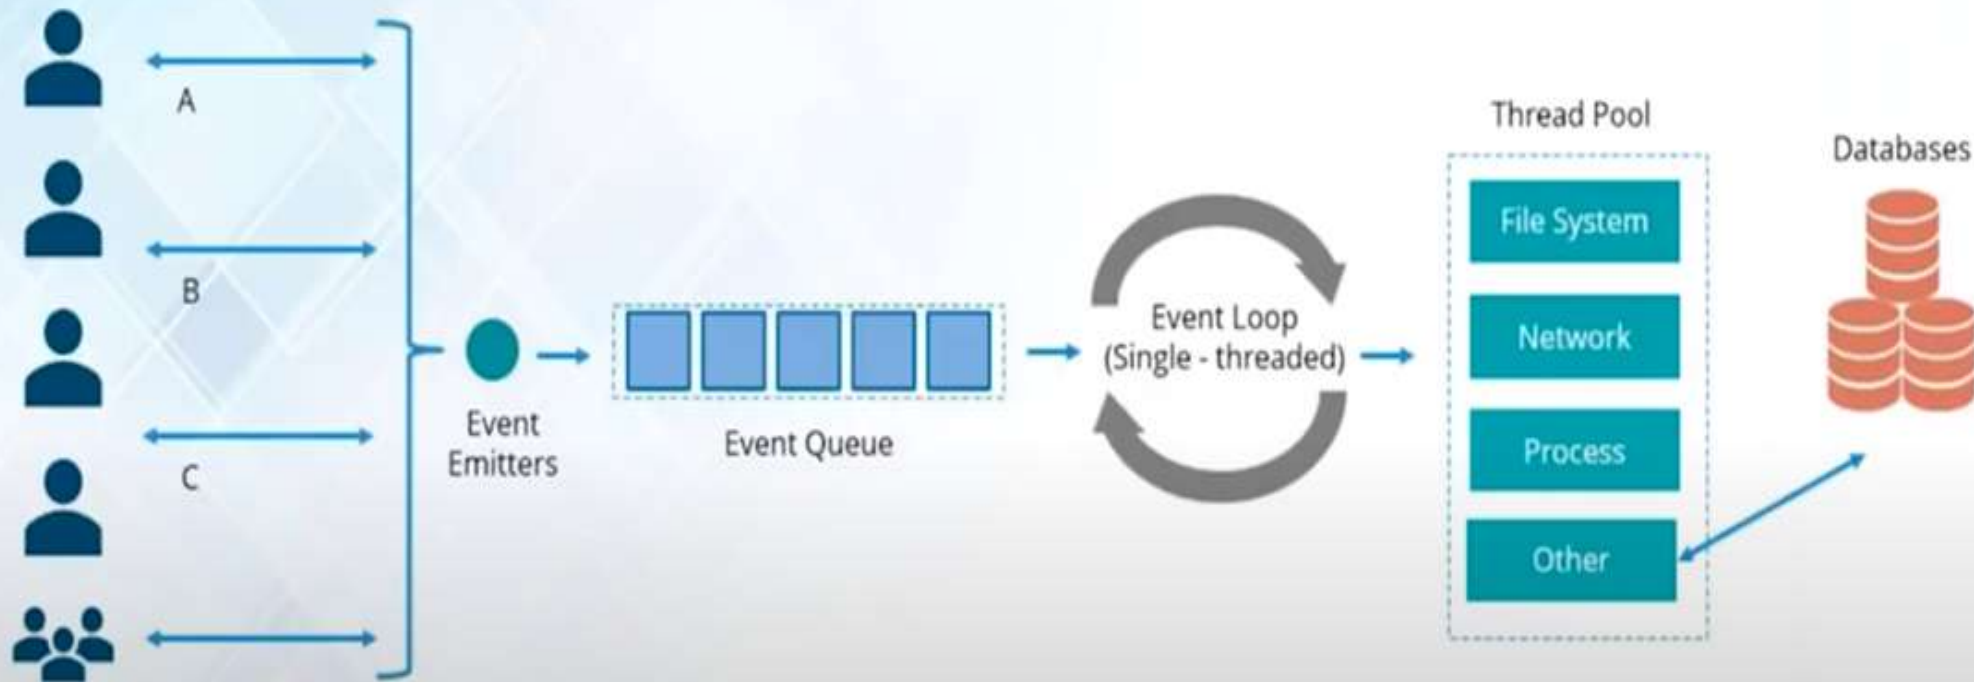 A
B
C
Event
Emitters
Event Queue
Event Loop
(Single - threaded)
Thread Pool
File System
Network
Process
Other
Databases